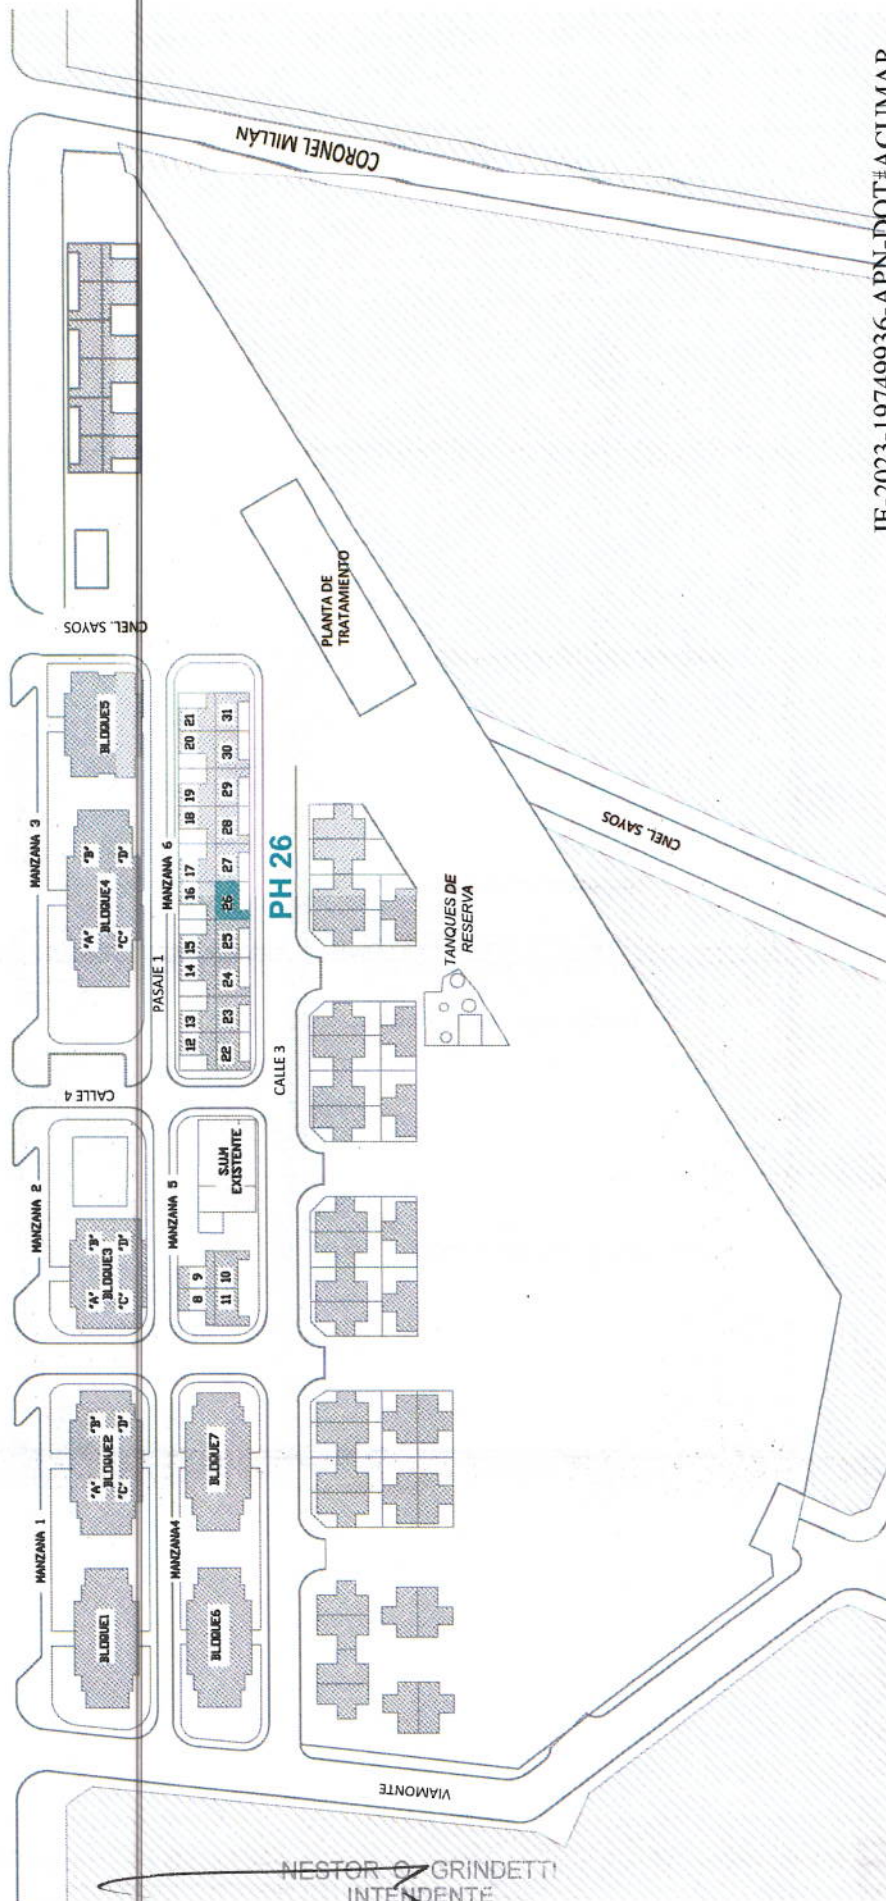 CORONEL MILLÁN
CNEL. SAYOS
PLANTA DE
TRATAMIENTO
CNEL. SAYOS
MANZANA 3
BLOQUE5
"A" "B"
BLOQUE4
"C" "D"
PASAJE 1
MANZANA 6
12 13 14 15 16 17 18 19 20 21
22 23 24 25 26 27 28 29 30 31
PH 26
CALLE 3
TANQUES DE
RESERVA
CALLE 4
MANZANA 2
"A" "B"
BLOQUE3
"C" "D"
MANZANA 5
8 9
11 10
S.U.M
EXISTENTE
MANZANA 1
BLOQUE1
"A" "B"
BLOQUE2
"C" "D"
MANZANA4
BLOQUE6
BLOQUE7
VIAMONTE
NESTOR O. GRINDETTI
INTENDENTE
IF-2023-19749936-APN-DOT#ACUMAR